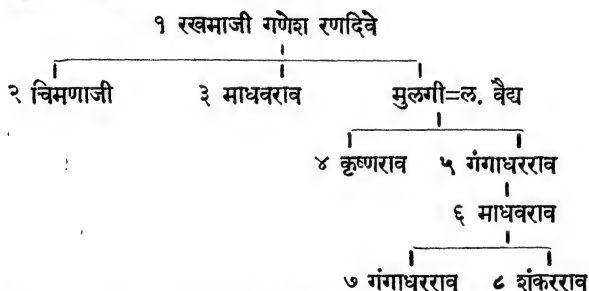 १ रखमाजी गणेश रणदिवे
२ चिमणाजी ३ माधवराव मुलगी=ल. वैद्य
४ कृष्णराव ५ गंगाधरराव
६ माधवराव
७ गंगाधरराव ८ शंकरराव